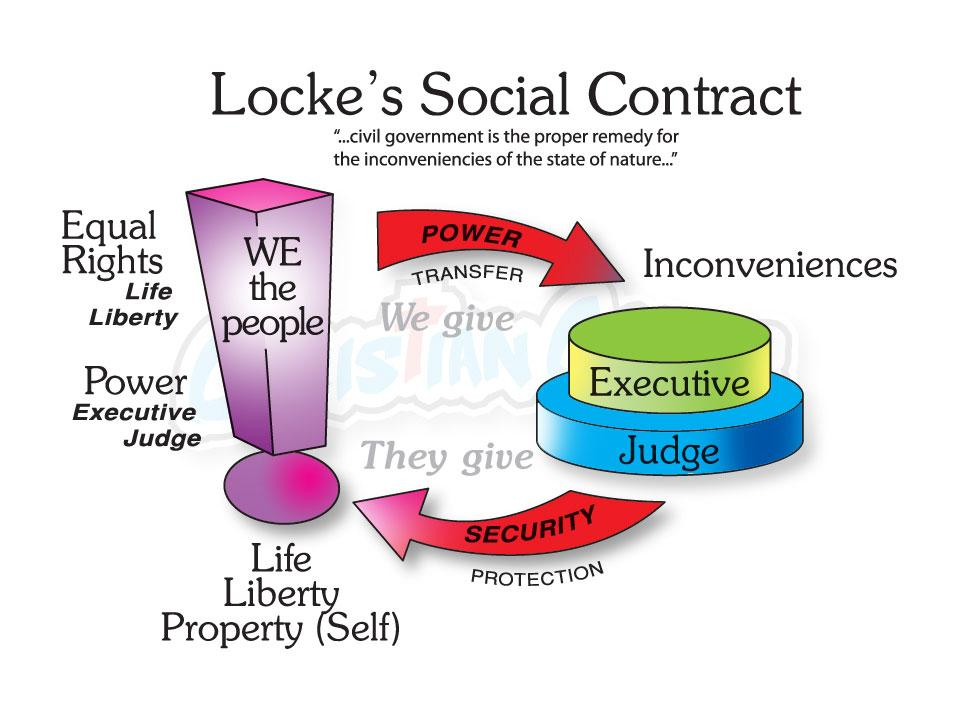 Locke's Social Contract
"...civil government is the proper remedy for
the inconveniencies of the state of nature..."
Equal
Rights
Life
Liberty
Power
Executive
Judge
WE
the
people
POWER
TRANSFER
We give
Inconveniences
Executive
Judge
They give
SECURITY
PROTECTION
Life
Liberty
Property (Self)